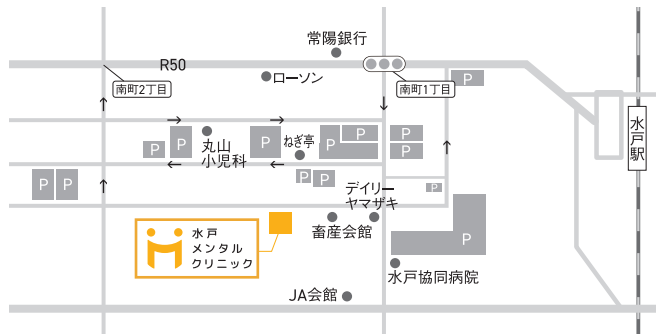 常陽銀行
R50
ローソン
南町2丁目
南町1丁目
P
水戸駅
P
P
丸山
小児科
P
ねぎ亭
P
P
P
P
P
P
P
P
デイリー
ヤマザキ
P
水戸
メンタル
クリニック
畜産会館
P
水戸協同病院
JA会館